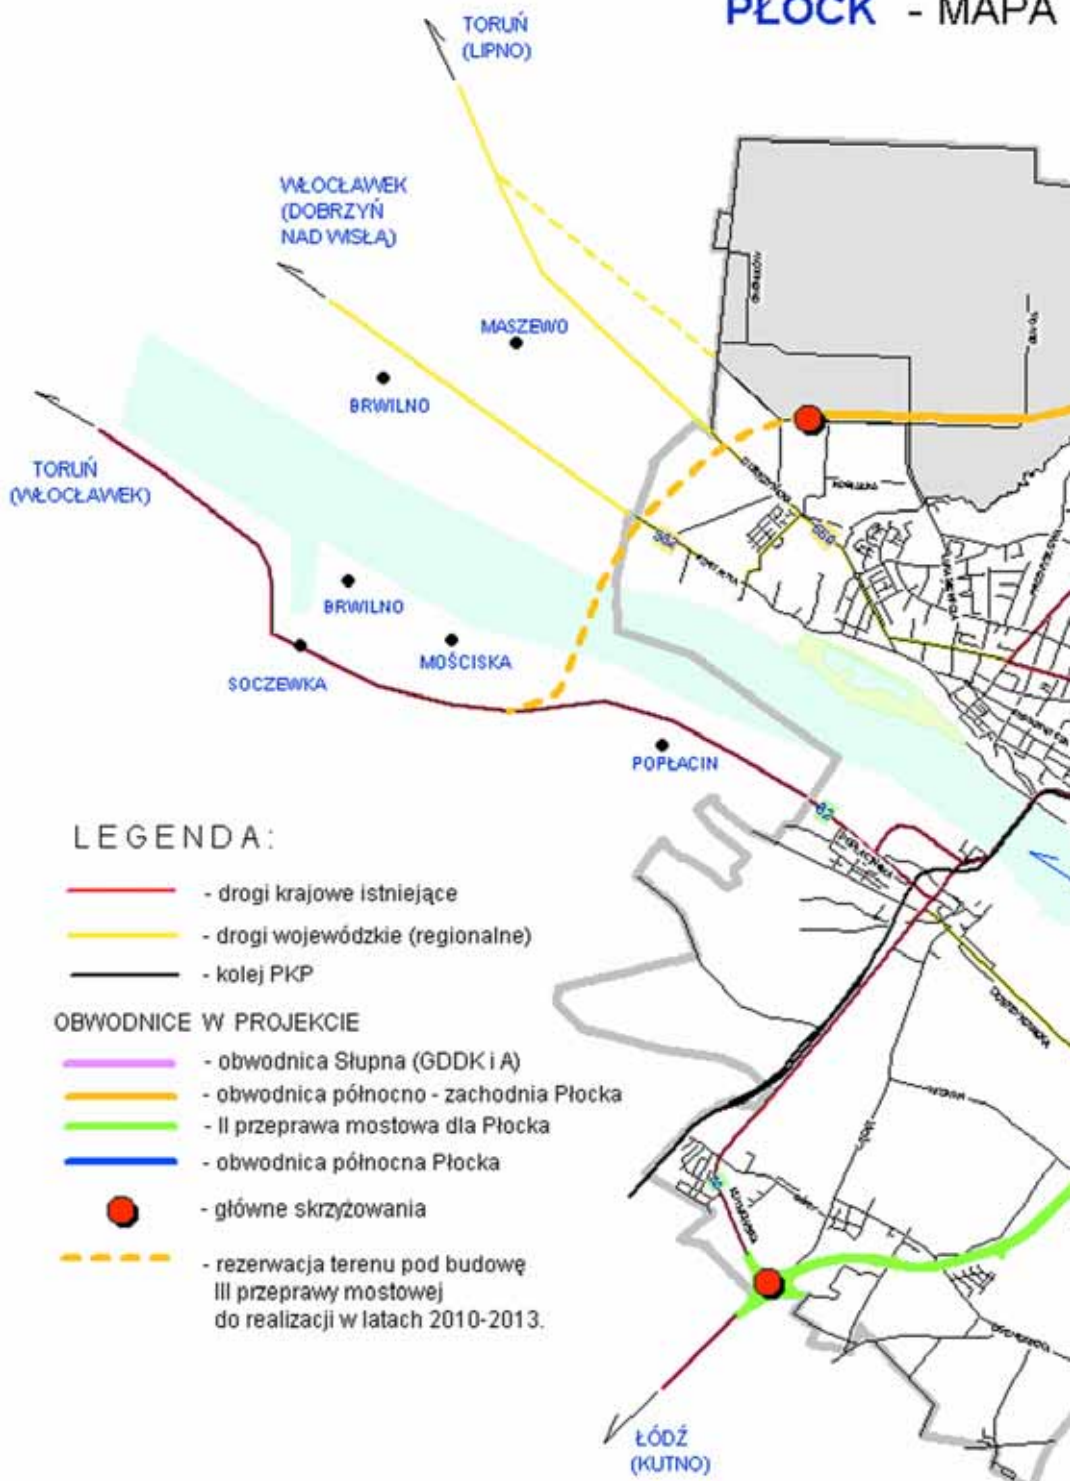 PŁOCK - MAPA
TORUŃ
(LIPNO)
WŁOCŁAWEK
(DOBRZYŃ
NAD WISŁĄ)
MASZEWO
BRWILNO
TORUŃ
(WŁOCŁAWEK)
BRWILNO
MOŚCISKA
SOCZEWKA
POPŁACIN
62
LEGENDA:
- drogi krajowe istniejące
- drogi wojewódzkie (regionalne)
- kolej PKP
OBWODNICE W PROJEKCIE
- obwodnica Słupna (GDDK i A)
- obwodnica północno - zachodnia Płocka
- II przeprawa mostowa dla Płocka
- obwodnica północna Płocka
- główne skrzyżowania
- rezerwacja terenu pod budowę
III przeprawy mostowej
do realizacji w latach 2010-2013.
ŁÓDŹ
(KUTNO)